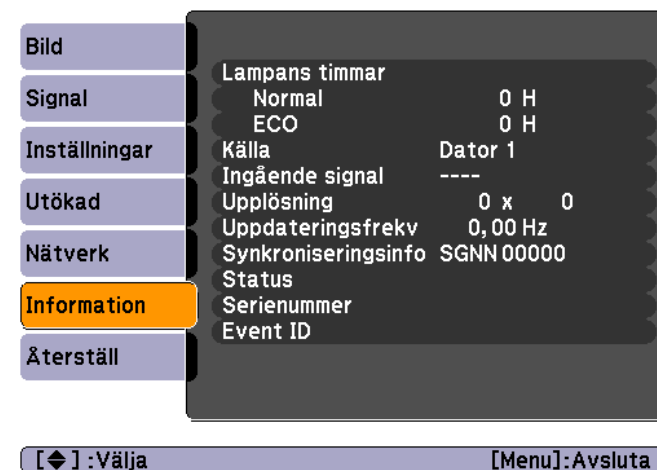 Bild
Signal
Inställningar
Utökad
Nätverk
Information
Återställ
Lampans timmar
Normal 0 H
ECO 0 H
Källa Dator 1
Ingående signal ----
Upplösning 0 x 0
Uppdateringsfrekv 0,00 Hz
Synkroniseringsinfo SGNN 00000
Status
Serienummer
Event ID
[◆] :Välja [Menu]:Avsluta